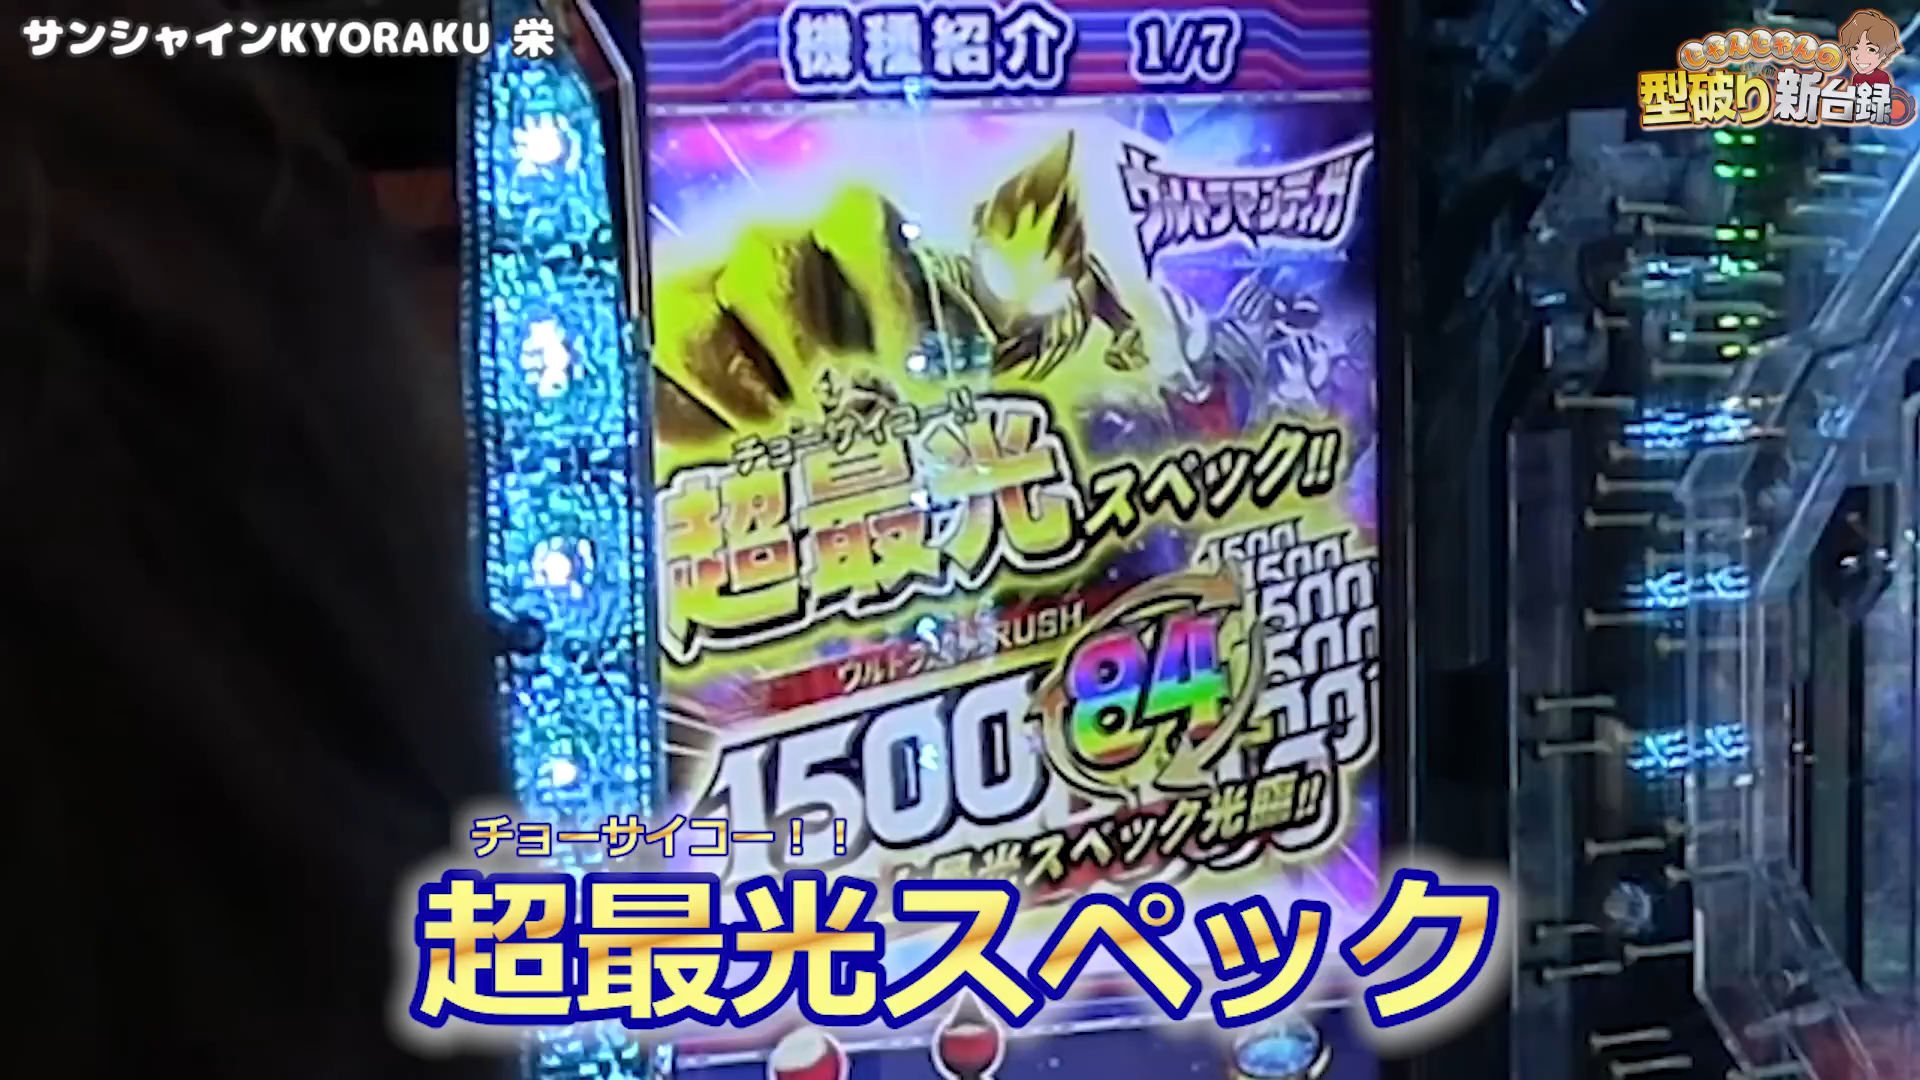 サンシャインKYORAKU 栄
機種紹介 1/7
じゃんじゃんの
型破り新台録
ウルトラマンティガ
チョーサイコー!!
超最光スペック!!
RUSH
1500
84
1500
1500
スペック光臨!!
チョーサイコー!!
超最光スペック